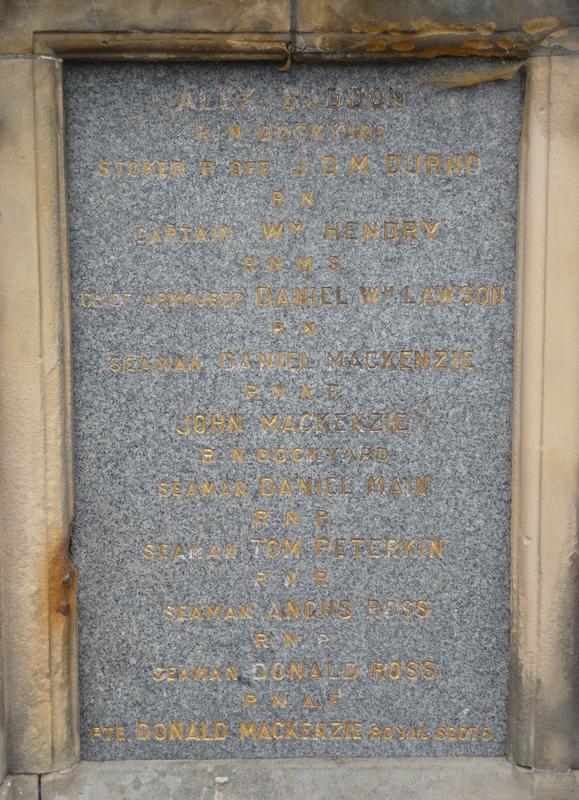 ALEX HADDON
R.N. DOCKYARD
STOKER P. OFF. J.D.M. DURNO
R.N.
CAPTAIN WM HENDRY
R.N.M.S.
CHIEF ARMOURER DANIEL WM LAWSON
R.N.
SEAMAN DANIEL MACKENZIE
R.N.A.F.
JOHN MACKENZIE
R.N. DOCKYARD
SEAMAN DANIEL MAIN
R.N.R.
SEAMAN TOM PETERKIN
R.N.R.
SEAMAN ANGUS ROSS
R.N.R.
SEAMAN DONALD ROSS
R.N.A.F.
PTE. DONALD MACKENZIE ROYAL SCOTS